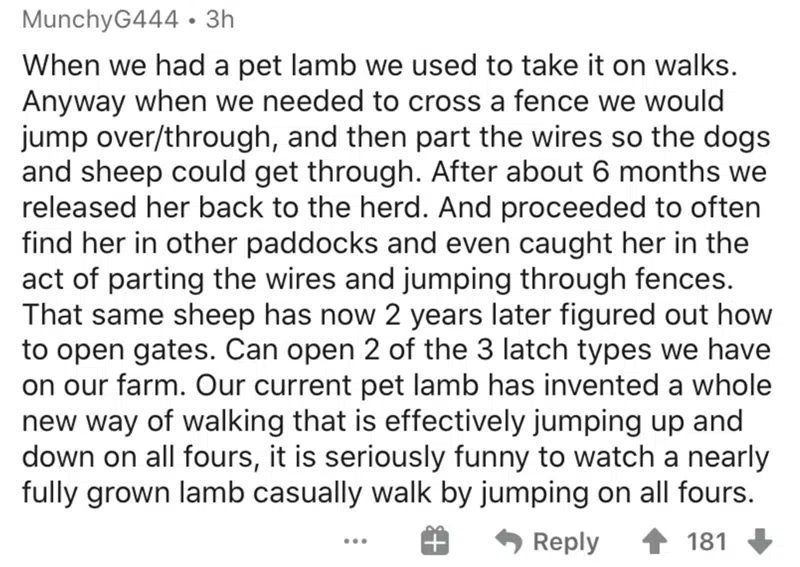 MunchyG444 • 3h
When we had a pet lamb we used to take it on walks.
Anyway when we needed to cross a fence we would
jump over/through, and then part the wires so the dogs
and sheep could get through. After about 6 months we
released her back to the herd. And proceeded to often
find her in other paddocks and even caught her in the
act of parting the wires and jumping through fences.
That same sheep has now 2 years later figured out how
to open gates. Can open 2 of the 3 latch types we have
on our farm. Our current pet lamb has invented a whole
new way of walking that is effectively jumping up and
down on all fours, it is seriously funny to watch a nearly
fully grown lamb casually walk by jumping on all fours.
... Reply 181